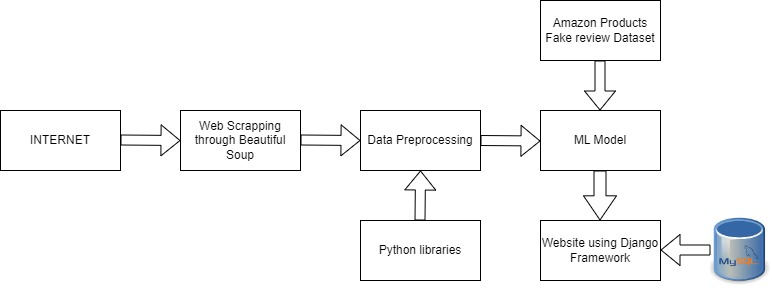 Amazon Products
Fake review Dataset
INTERNET
Web Scrapping
through Beautiful
Soup
Data Preprocessing
ML Model
Python libraries
Website using Django
Framework
MySQL